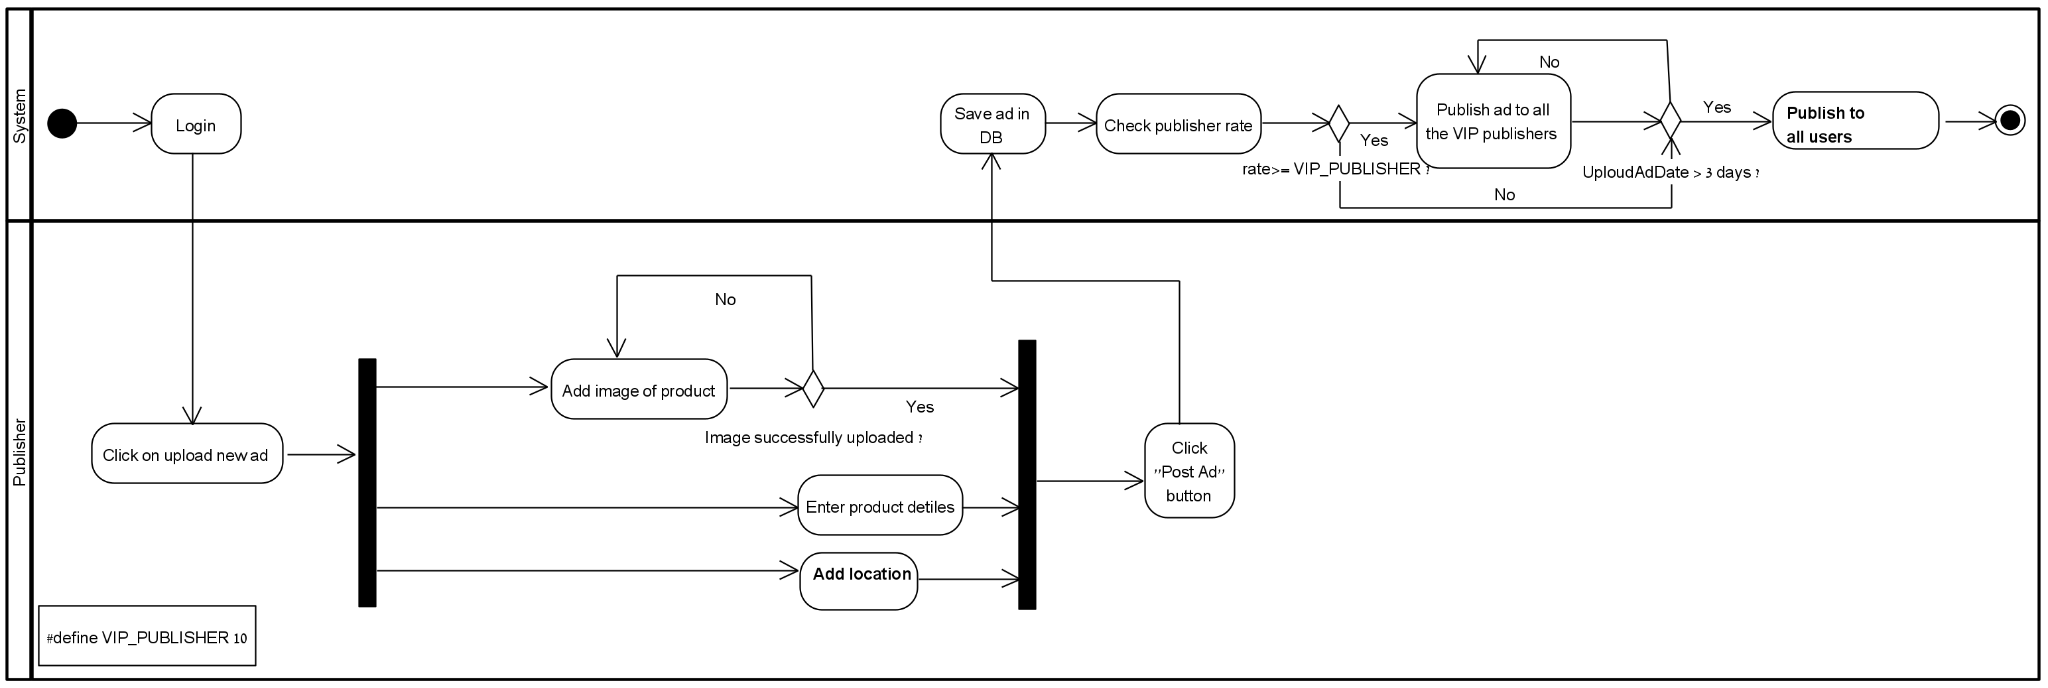 System
Login
Save ad in
DB
Check publisher rate
Yes
rate>= VIP_PUBLISHER ?
No
Publish ad to all
the VIP publishers
No
UploudAdDate > 3 days ?
Yes
Publish to
all users
Publisher
Click on upload new ad
No
Add image of product
Yes
Image successfully uploaded ?
Enter product detiles
Add location
Click
"Post Ad"
button
#define VIP_PUBLISHER 10